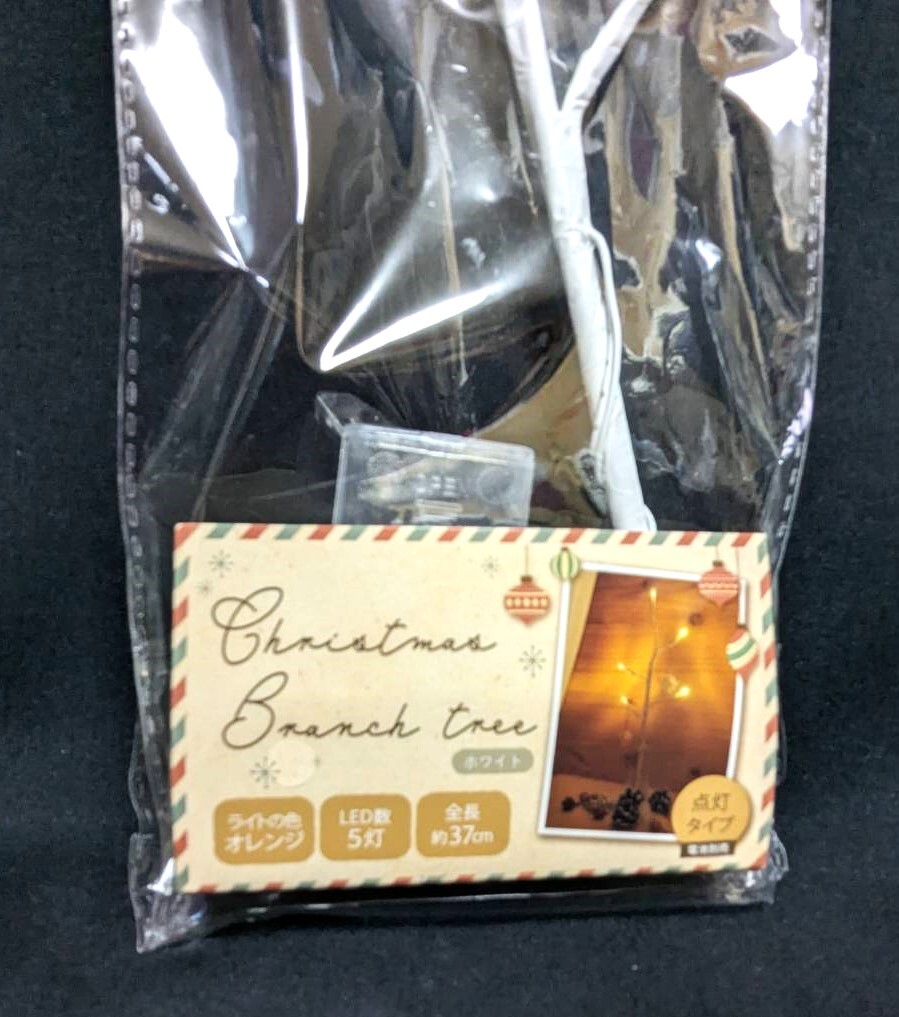 Christmas
Branch tree
ホワイト
ライトの色
オレンジ
LED数
5灯
全長
約37cm
点灯
タイプ
電池別売